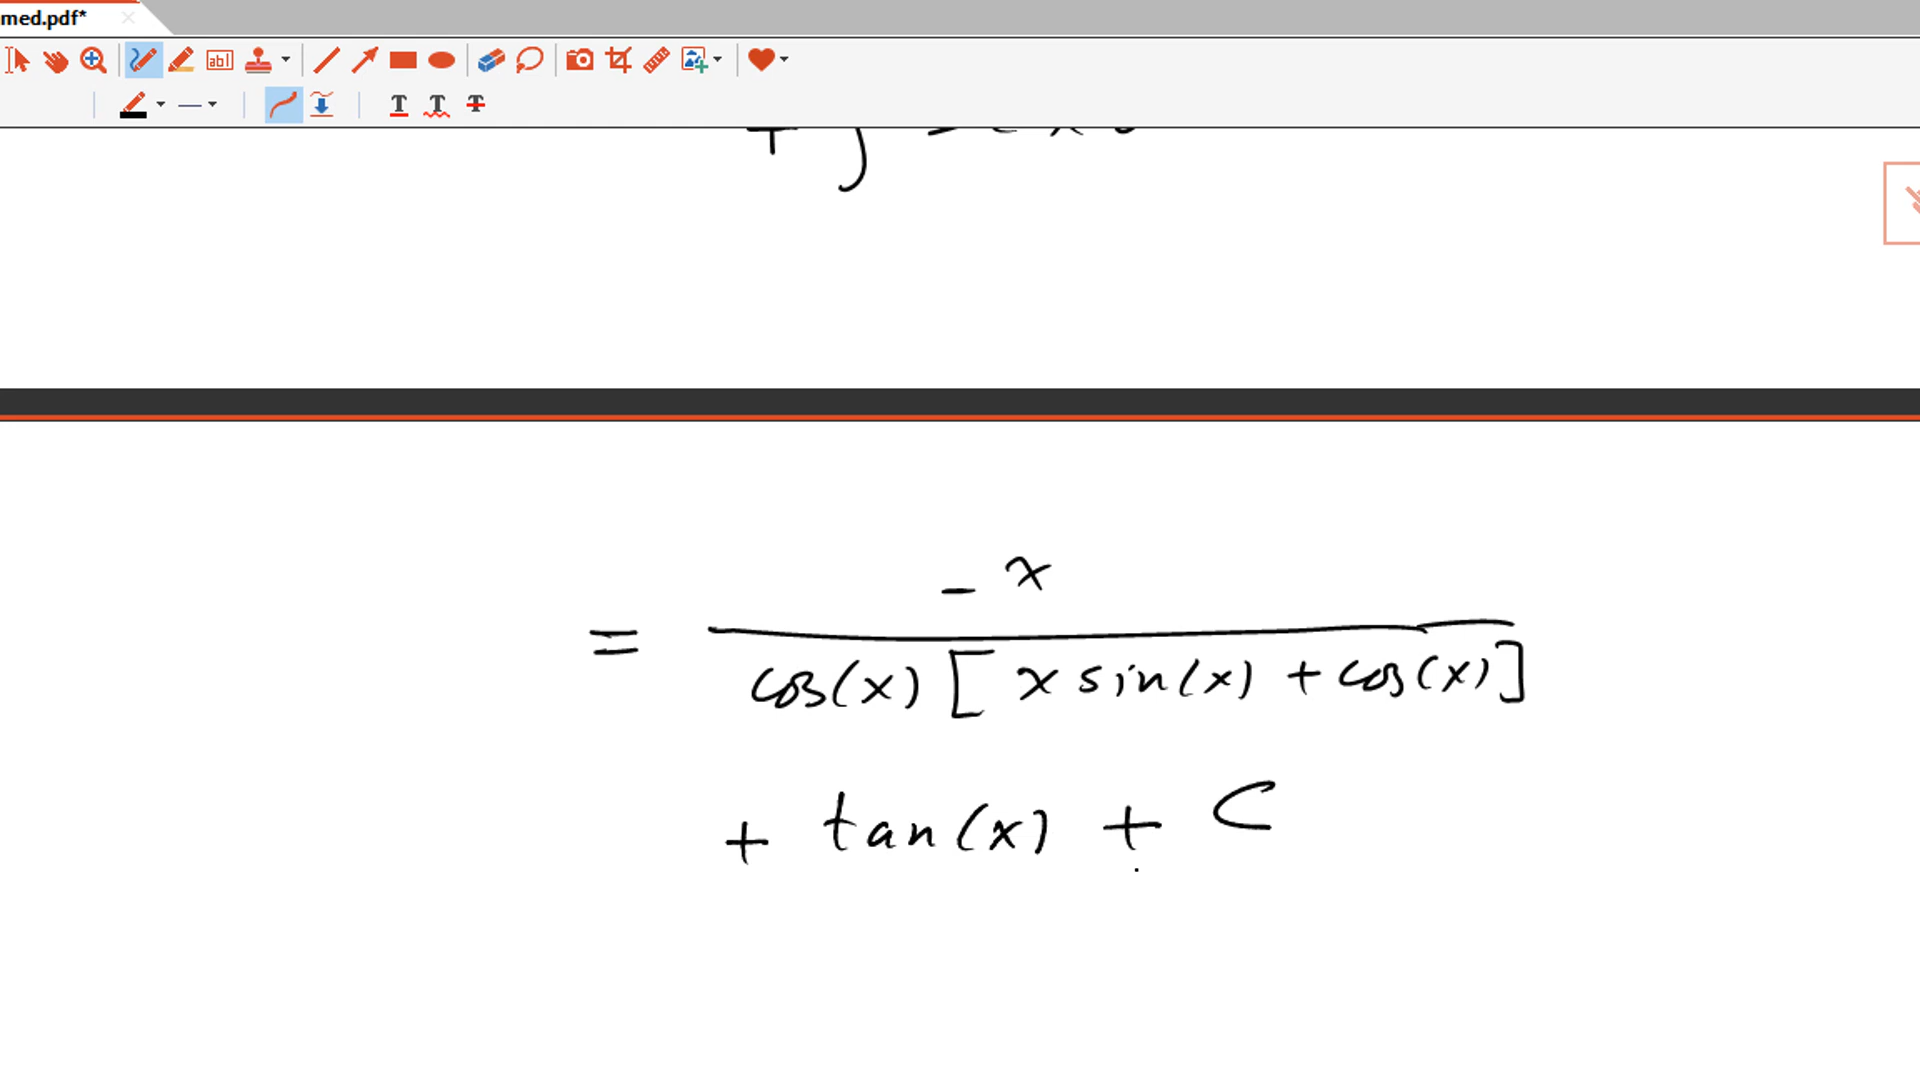 med.pdf*
= -x / cos(x) [x sin(x) + cos(x)]
+ tan(x) + C